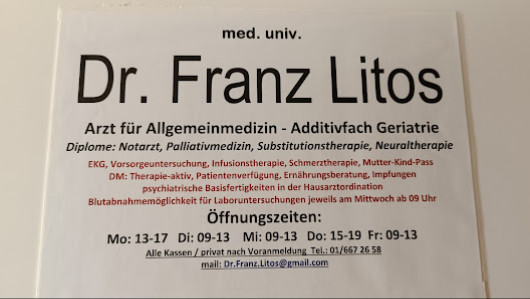 med. univ.
Dr. Franz Litos
Arzt für Allgemeinmedizin - Additivfach Geriatrie
Diplome: Notarzt, Palliativmedizin, Substitutionstherapie, Neuraltherapie
EKG, Vorsorgeuntersuchung, Infusionstherapie, Schmerztherapie, Mutter-Kind-Pass
DM: Therapie-aktiv, Patientenverfügung, Ernährungsberatung, Impfungen
psychiatrische Basisfertigkeiten in der Hausarztordination
Blutabnahmemöglichkeit für Laboruntersuchungen jeweils am Mittwoch ab 09 Uhr
Öffnungszeiten:
Mo: 13-17 Di: 09-13 Mi: 09-13 Do: 15-19 Fr: 09-13
Alle Kassen / privat nach Voranmeldung Tel.: 01/667 26 58
mail: Dr.Franz.Litos@gmail.com